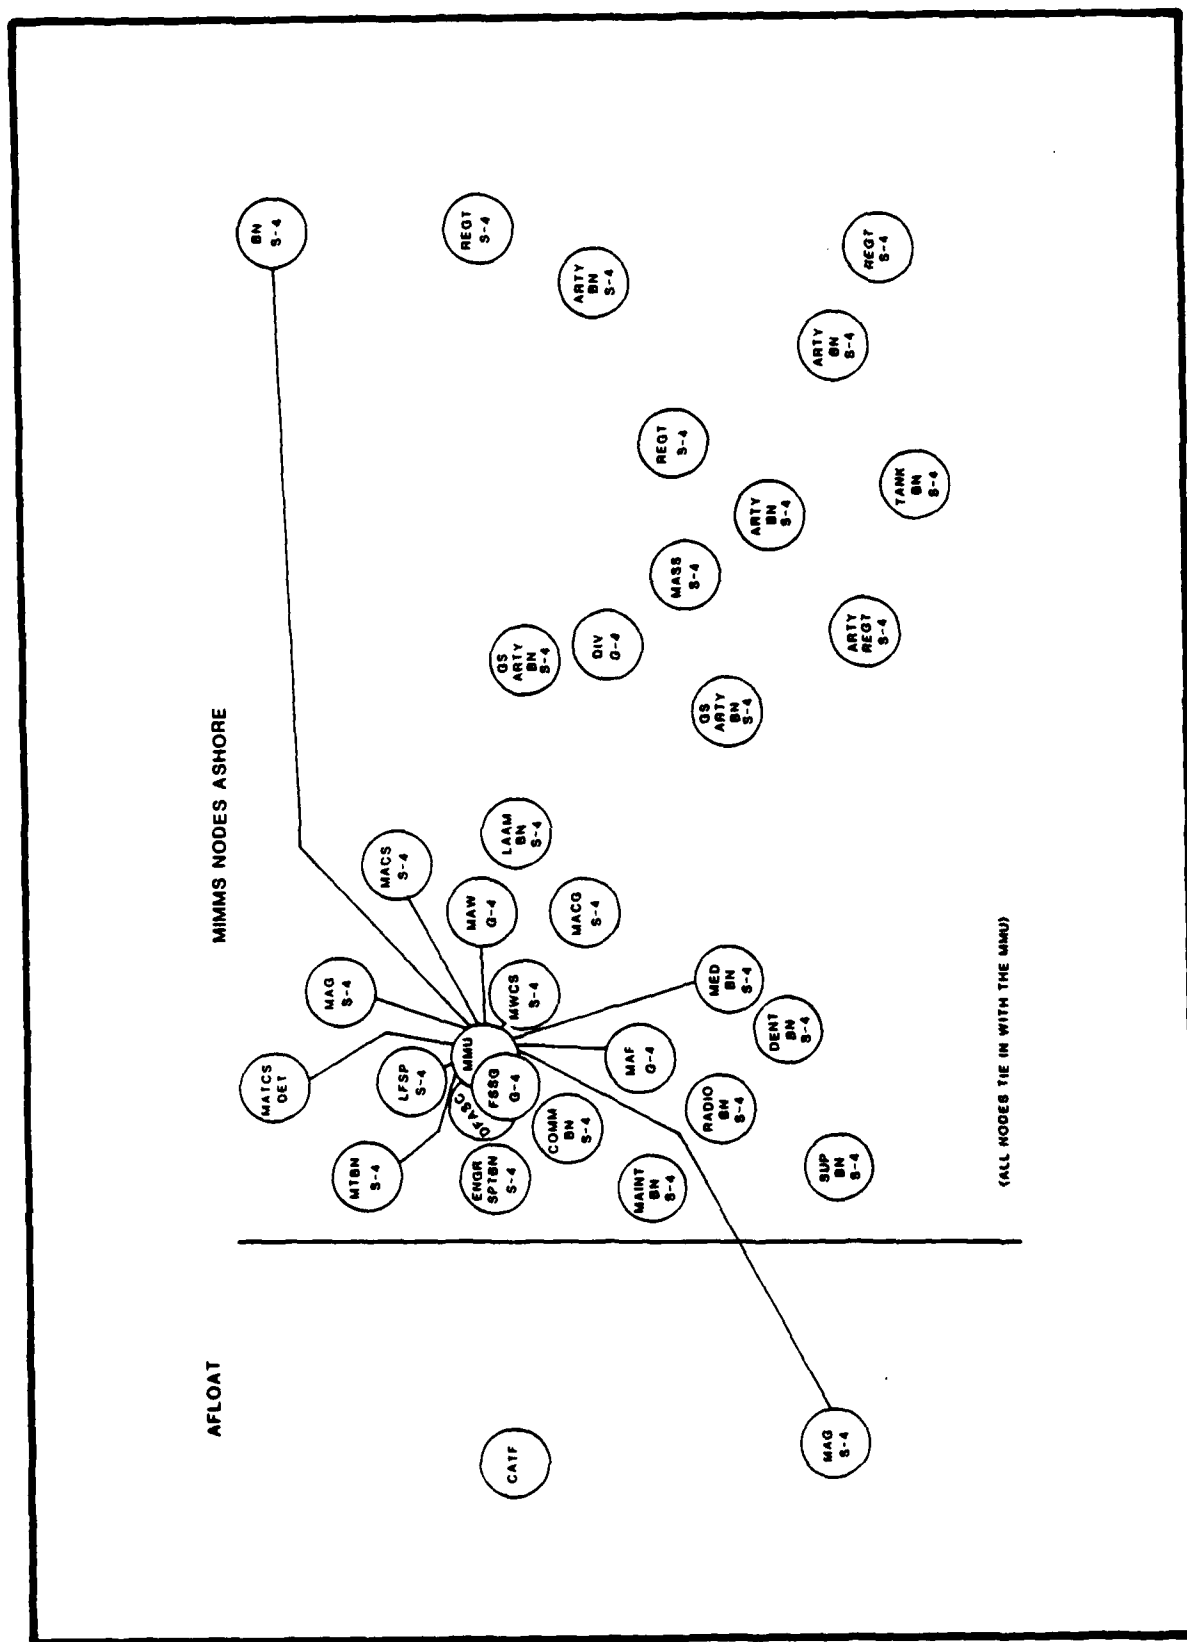 AFLOAT
MIMMS NODES ASHORE
MATCS
DET
BN
S-4
MAG
S-4
MTBN
S-4
LFSP
S-4
MACS
S-4
DFASC
MMU
FSSG
G-4
MAW
G-4
REGT
S-4
CATF
ENGR
SPTBN
S-4
MWCS
S-4
LAAM
BN
S-4
GS
ARTY
BN
S-4
COMM
BN
S-4
MACG
S-4
DIV
G-4
ARTY
BN
S-4
MAINT
BN
S-4
MAF
G-4
MASS
S-4
REGT
S-4
RADIO
BN
S-4
MED
BN
S-4
GS
ARTY
BN
S-4
DENT
BN
S-4
ARTY
BN
S-4
MAG
S-4
SUP
BN
S-4
ARTY
REGT
S-4
ARTY
BN
S-4
REGT
S-4
TANK
BN
S-4
(ALL NODES TIE IN WITH THE MMU)